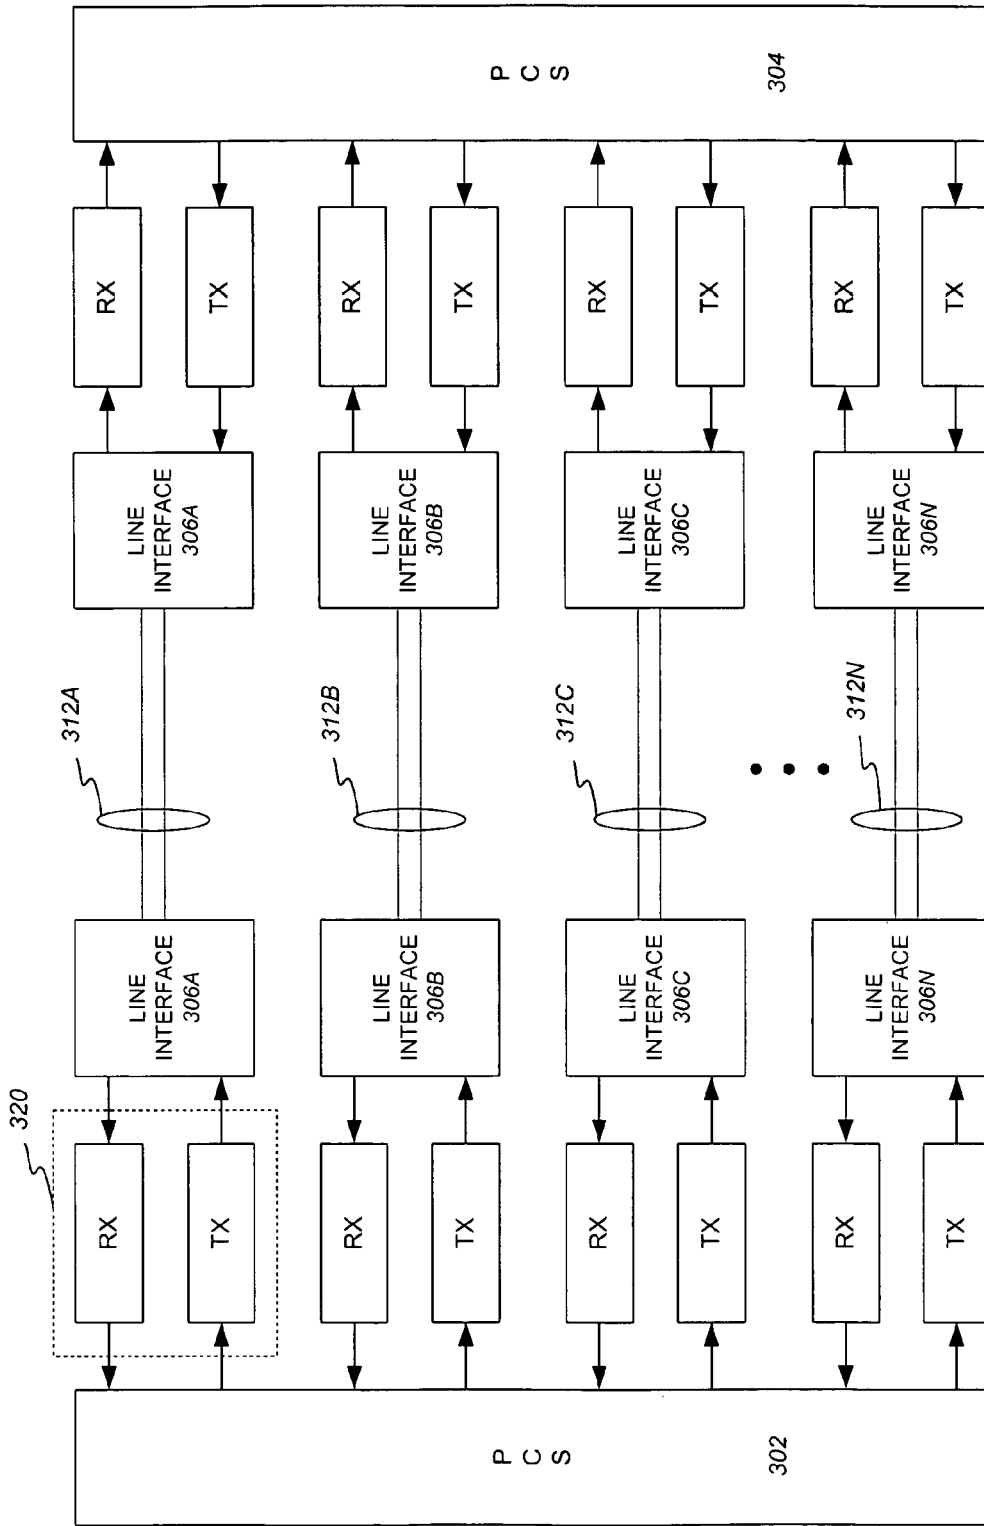 320
312A
312B
312C
312N
P
C
S
302
RX
TX
RX
TX
RX
TX
RX
TX
LINE
INTERFACE
306A
LINE
INTERFACE
306B
LINE
INTERFACE
306C
LINE
INTERFACE
306N
LINE
INTERFACE
306A
LINE
INTERFACE
306B
LINE
INTERFACE
306C
LINE
INTERFACE
306N
RX
TX
RX
TX
RX
TX
RX
TX
P
C
S
304